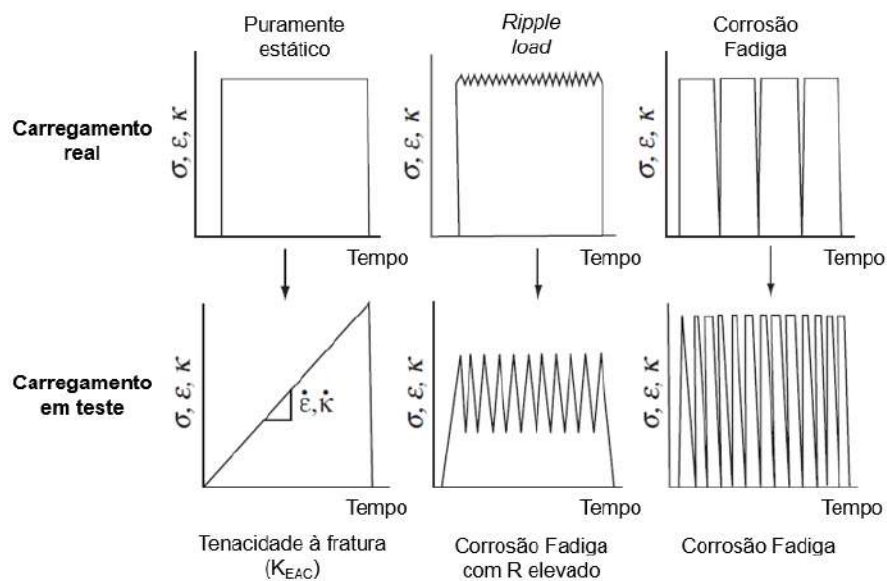 Puramente
estático
Ripple
load
Corrosão
Fadiga
Carregamento
real
σ, ε, κ
σ, ε, κ
σ, ε, κ
Tempo
Tempo
Tempo
Carregamento
em teste
σ, ε, κ
ε̇, κ̇
σ, ε, κ
σ, ε, κ
Tempo
Tempo
Tempo
Tenacidade à fratura
(K_EAC)
Corrosão Fadiga
com R elevado
Corrosão Fadiga